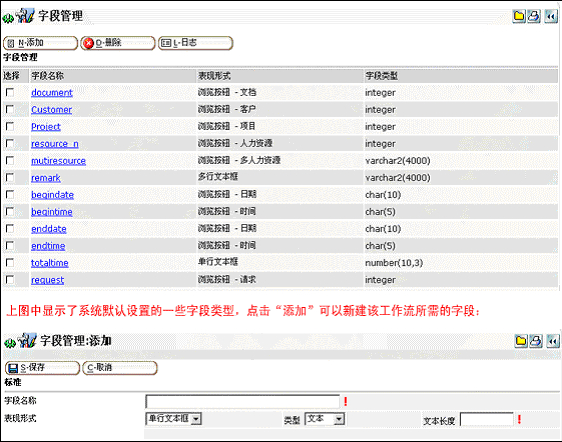 字段管理
N-添加 D-删除 L-日志
字段管理
选择 字段名称 表现形式 字段类型
document 浏览按钮 - 文档 integer
Customer 浏览按钮 - 客户 integer
Project 浏览按钮 - 项目 integer
resource_n 浏览按钮 - 人力资源 integer
mutiresource 浏览按钮 - 多人力资源 varchar2(4000)
remark 多行文本框 varchar2(4000)
begindate 浏览按钮 - 日期 char(10)
begintime 浏览按钮 - 时间 char(5)
enddate 浏览按钮 - 日期 char(10)
endtime 浏览按钮 - 时间 char(5)
totaltime 单行文本框 number(10,3)
request 浏览按钮 - 请求 integer
上图中显示了系统默认设置的一些字段类型，点击“添加”可以新建该工作流所需的字段：
字段管理:添加
S-保存 C-取消
标准
字段名称 !
表现形式 单行文本框 类型 文本 文本长度 !